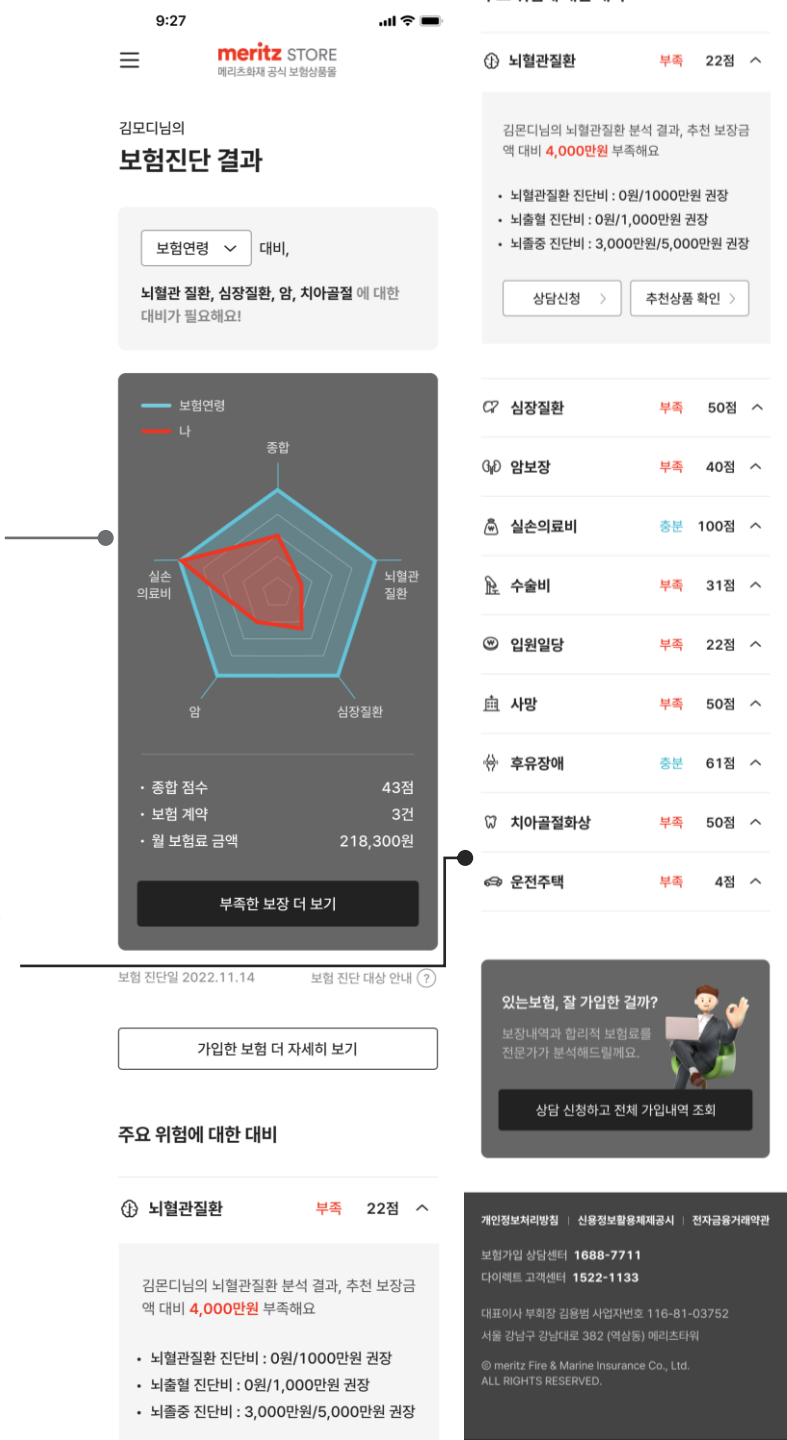 9:27
meritz STORE
메리츠화재 공식 보험상품몰
김모디님의
보험진단 결과
보험연령 대비,
뇌혈관 질환, 심장질환, 암, 치아골절 에 대한
대비가 필요해요!
보험연령
나
종합
실손
의료비
뇌혈관
질환
암
심장질환
· 종합 점수 43점
· 보험 계약 3건
· 월 보험료 금액 218,300원
부족한 보장 더 보기
보험 진단일 2022.11.14 보험 진단 대상 안내 ?
가입한 보험 더 자세히 보기
주요 위험에 대한 대비
뇌혈관질환 부족 22점
김몬디님의 뇌혈관질환 분석 결과, 추천 보장금
액 대비 4,000만원 부족해요
• 뇌혈관질환 진단비 : 0원/1000만원 권장
• 뇌출혈 진단비 : 0원/1,000만원 권장
• 뇌졸중 진단비 : 3,000만원/5,000만원 권장
뇌혈관질환 부족 22점
김몬디님의 뇌혈관질환 분석 결과, 추천 보장금
액 대비 4,000만원 부족해요
• 뇌혈관질환 진단비 : 0원/1000만원 권장
• 뇌출혈 진단비 : 0원/1,000만원 권장
• 뇌졸중 진단비 : 3,000만원/5,000만원 권장
상담신청 추천상품 확인
심장질환 부족 50점
암보장 부족 40점
실손의료비 충분 100점
수술비 부족 31점
입원일당 부족 22점
사망 부족 50점
후유장애 충분 61점
치아골절화상 부족 50점
운전주택 부족 4점
있는보험, 잘 가입한 걸까?
보장내역과 합리적 보험료를
전문가가 분석해드릴께요.
상담 신청하고 전체 가입내역 조회
개인정보처리방침 | 신용정보활용체제공시 | 전자금융거래약관
보험가입 상담센터 1688-7711
다이렉트 고객센터 1522-1133
대표이사 부회장 김용범 사업자번호 116-81-03752
서울 강남구 강남대로 382 (역삼동) 메리츠타워
© meritz Fire & Marine Insurance Co., Ltd.
ALL RIGHTS RESERVED.